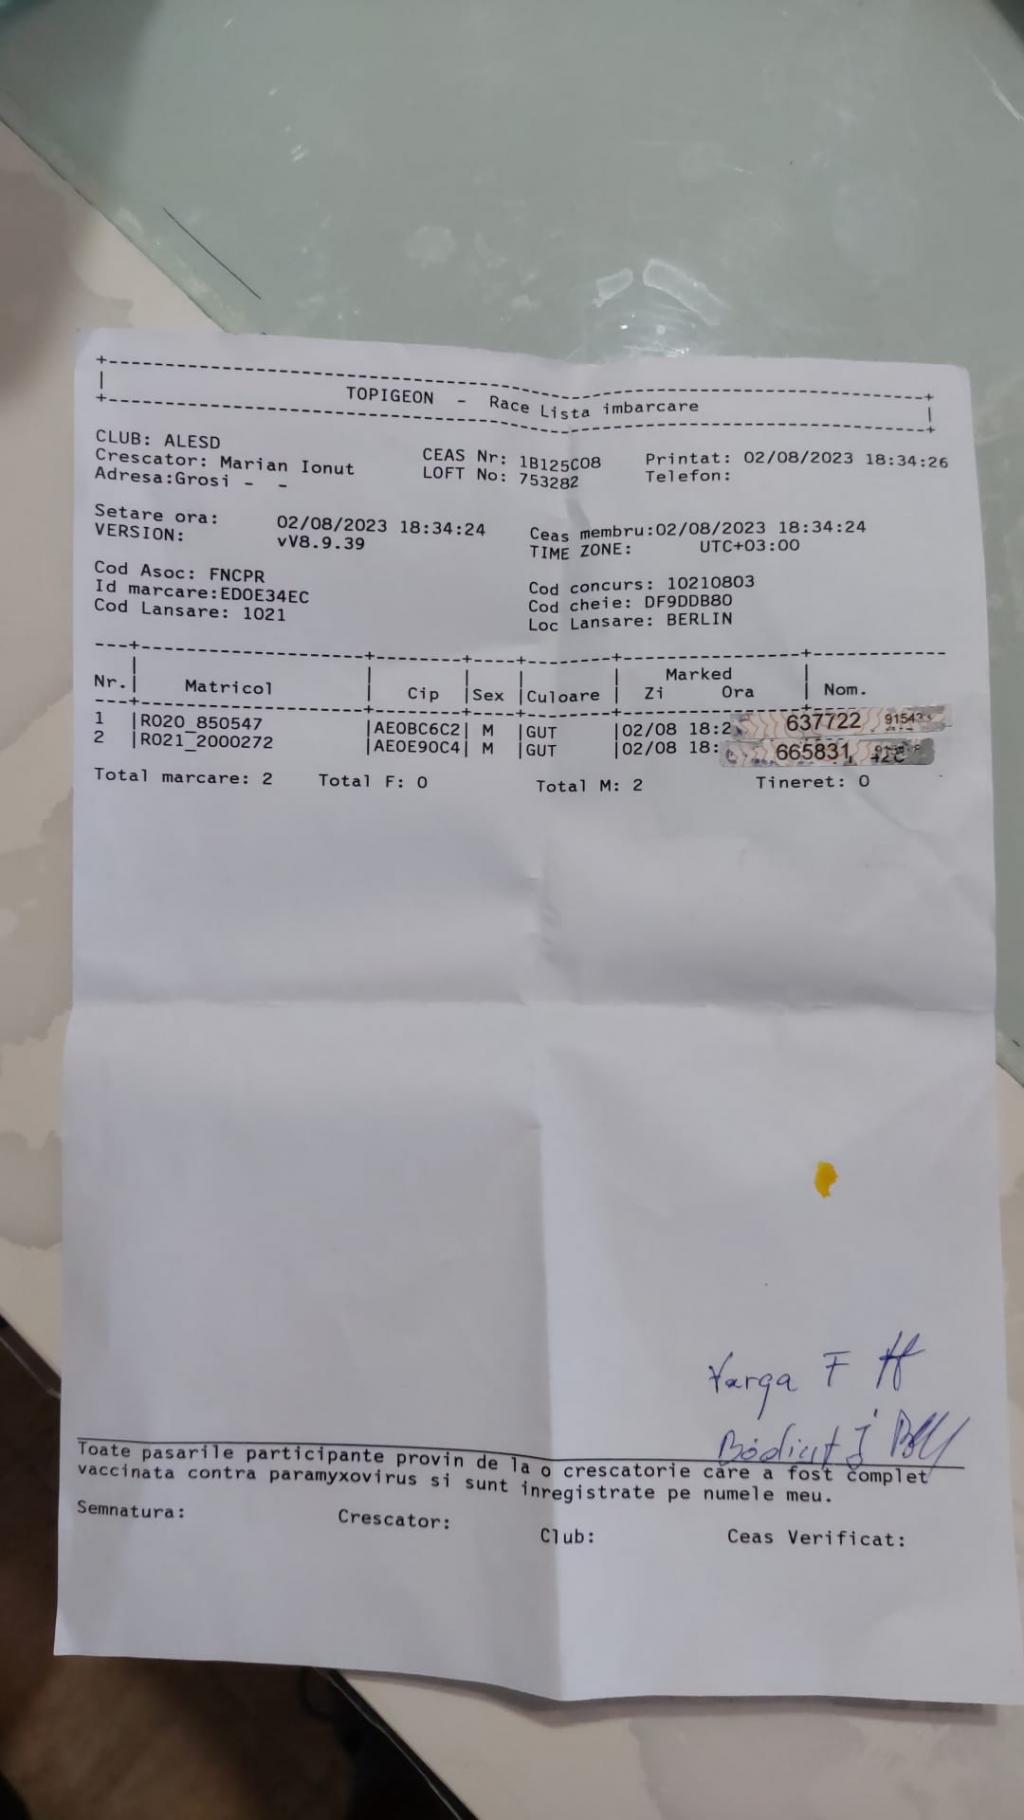 TOPIGEON - Race Lista imbarcare
CLUB: ALESD
Crescator: Marian Ionut CEAS Nr: 1B125C08 Printat: 02/08/2023 18:34:26
Adresa:Grosi - - LOFT No: 753282 Telefon:
Setare ora: 02/08/2023 18:34:24 Ceas membru:02/08/2023 18:34:24
VERSION: vV8.9.39 TIME ZONE: UTC+03:00
Cod Asoc: FNCPR Cod concurs: 10210803
Id marcare:ED0E34EC Cod cheie: DF9DDB80
Cod Lansare: 1021 Loc Lansare: BERLIN
Marked
Nr. Matricol Cip Sex Culoare Zi Ora Nom.
1 RO20_850547 AE0BC6C2 M GUT 02/08 18:2 637722
2 RO21_2000272 AE0E90C4 M GUT 02/08 18: 665831
Total marcare: 2 Total F: 0 Total M: 2 Tineret: 0
Varga F
Toate pasarile participante provin de la o crescatorie care a fost complet
vaccinata contra paramyxovirus si sunt inregistrate pe numele meu.
Semnatura: Crescator: Club: Ceas Verificat: